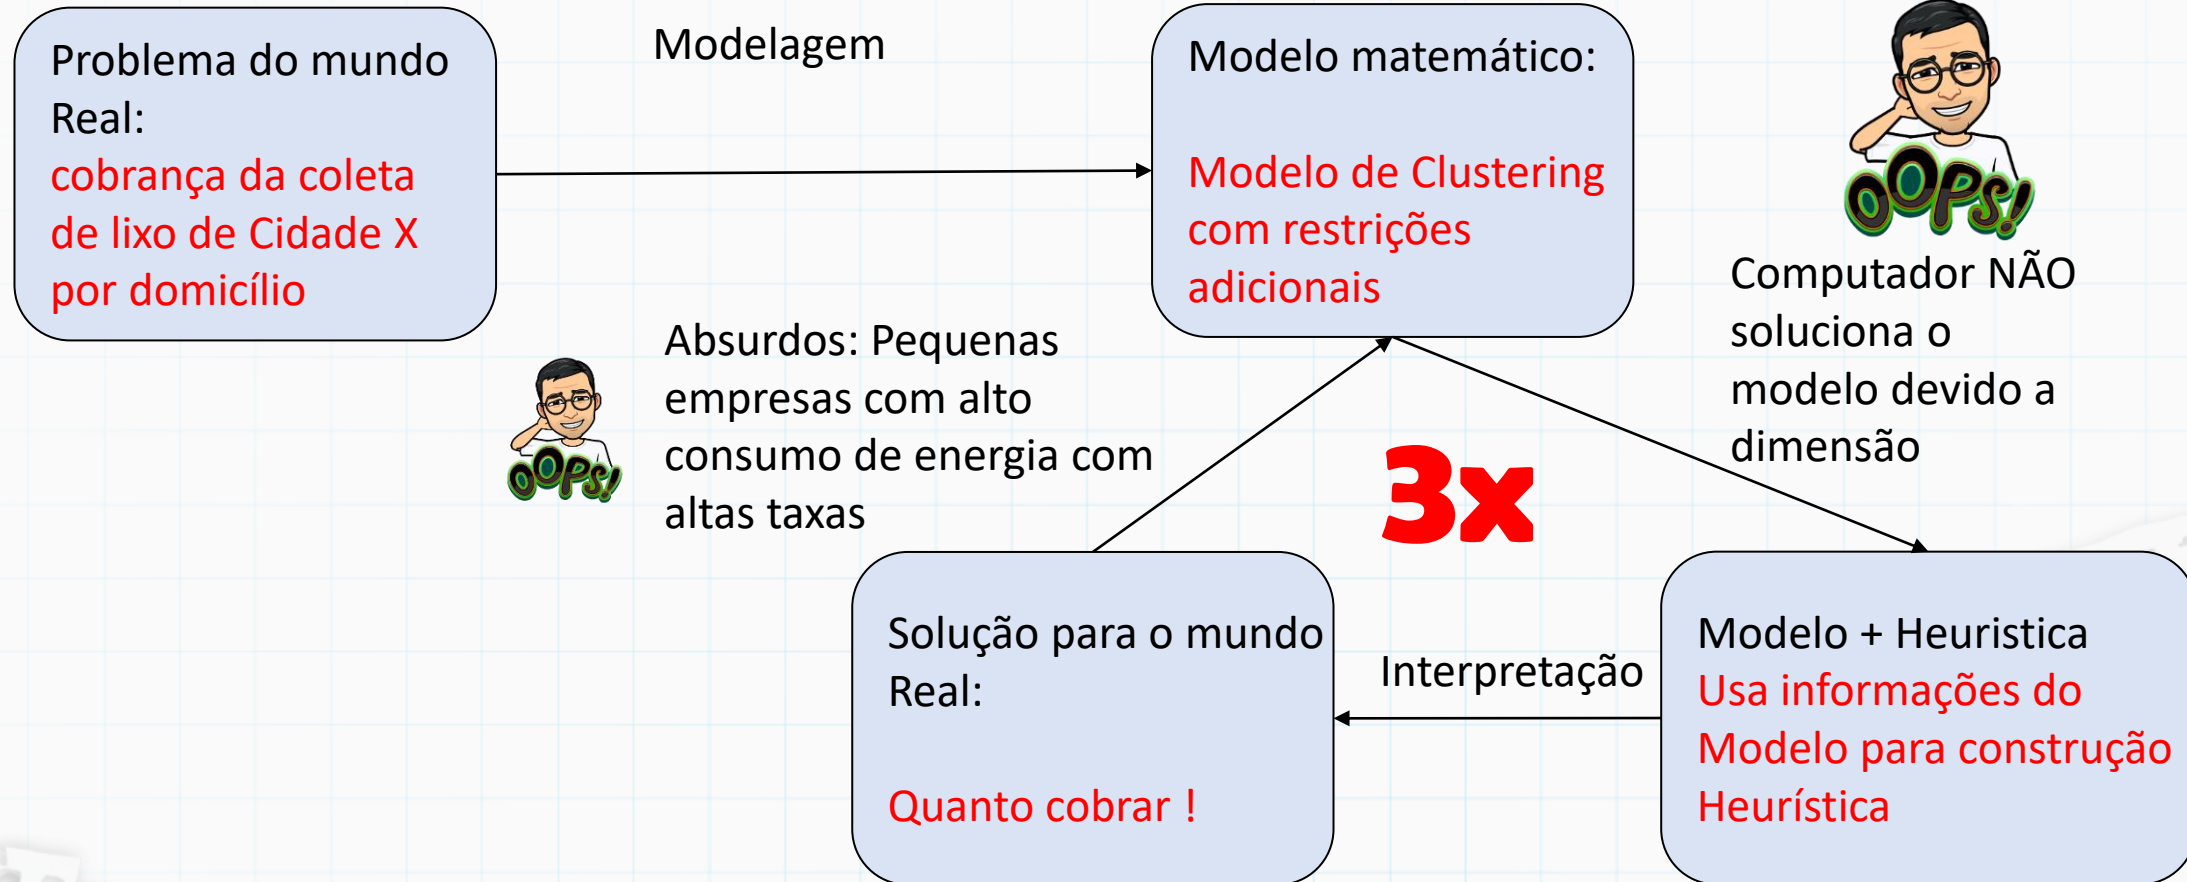 Problema do mundo
Real:
cobrança da coleta
de lixo de Cidade X
por domicílio
Modelagem
Modelo matemático:
Modelo de Clustering
com restrições
adicionais
OOPS!
Computador NÃO
soluciona o
modelo devido a
dimensão
OOPS!
Absurdos: Pequenas
empresas com alto
consumo de energia com
altas taxas
3x
Solução para o mundo
Real:
Quanto cobrar !
Interpretação
Modelo + Heuristica
Usa informações do
Modelo para construção
Heurística